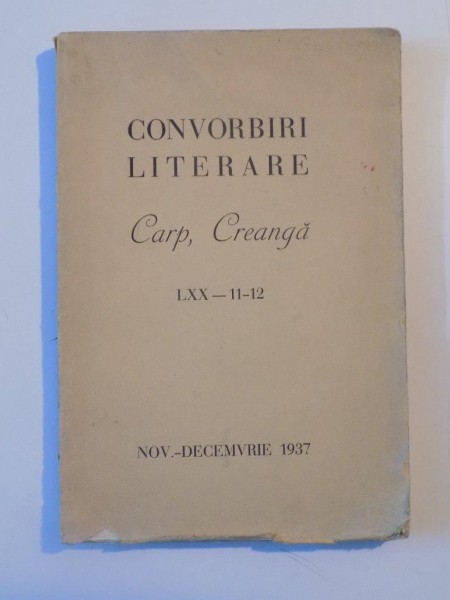 CONVORBIRI
LITERARE
Carp, Creangă
LXX — 11-12
NOV.-DECEMVRIE 1937